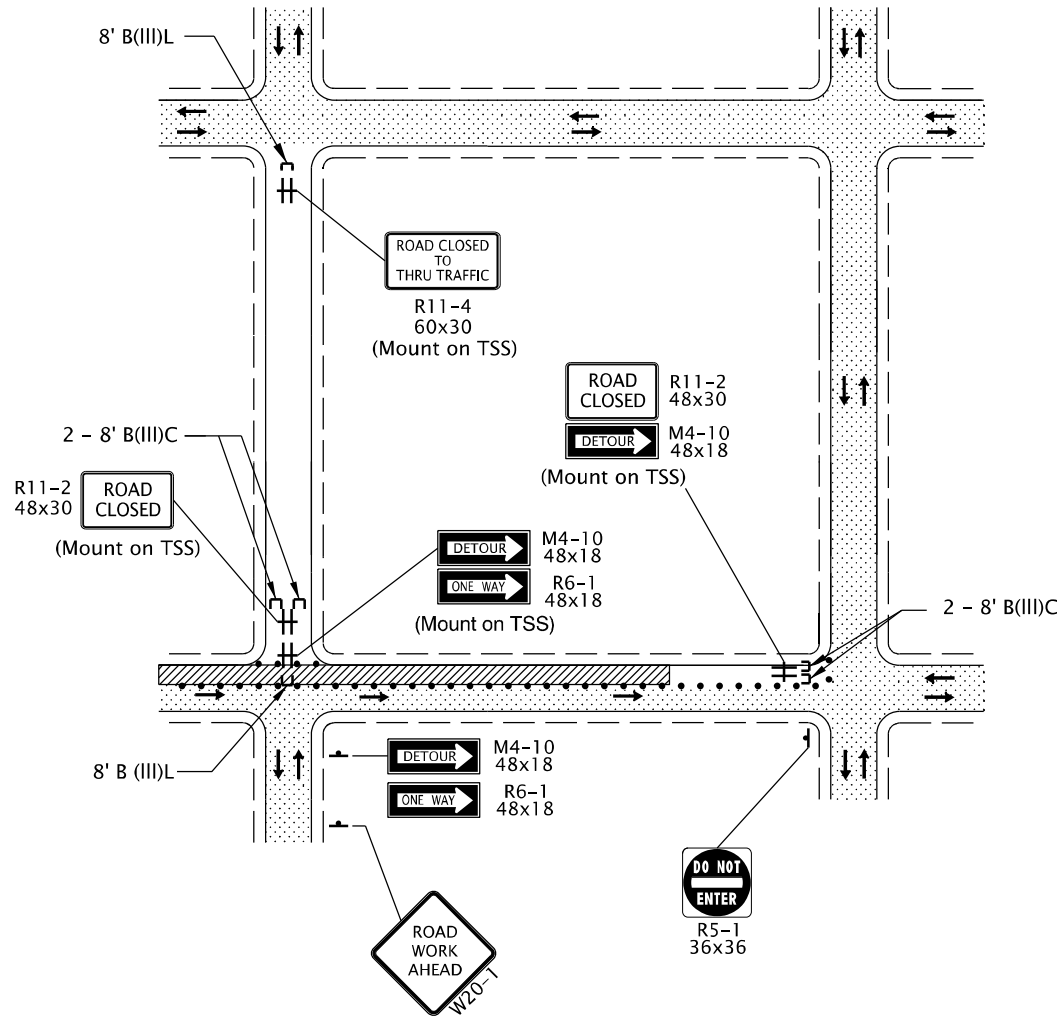 8' B(III)L
ROAD CLOSED
TO
THRU TRAFFIC
R11-4
60x30
(Mount on TSS)
ROAD
CLOSED
R11-2
48x30
DETOUR
M4-10
48x18
(Mount on TSS)
2 - 8' B(III)C
R11-2
48x30
ROAD
CLOSED
(Mount on TSS)
DETOUR
M4-10
48x18
ONE WAY
R6-1
48x18
(Mount on TSS)
2 - 8' B(III)C
8' B (III)L
DETOUR
M4-10
48x18
ONE WAY
R6-1
48x18
DO NOT
ENTER
R5-1
36x36
ROAD
WORK
AHEAD
W20-1